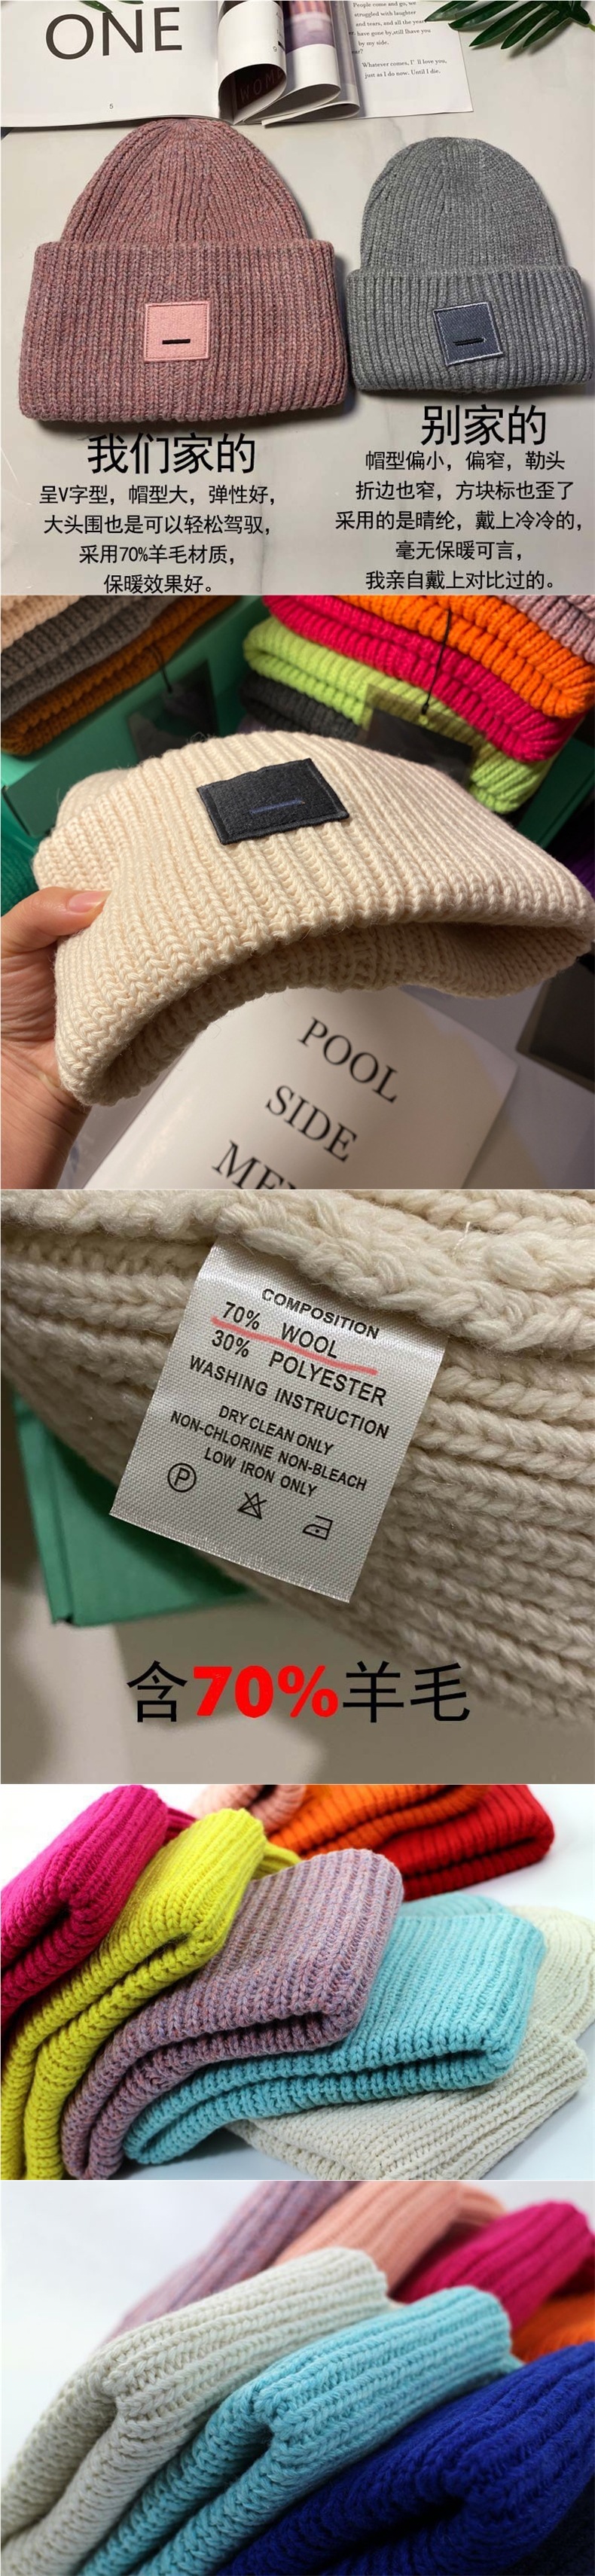 ONE
5
People come and go, we
struggled with laughter
and tears, and all the years
have gone by,still Ihave you
by my side.
Whatever comes, I' ll love you,
just as I do now. Until I die.
WOM
我们家的
呈V字型，帽型大，弹性好，
大头围也是可以轻松驾驭，
采用70%羊毛材质，
保暖效果好。
别家的
帽型偏小，偏窄，勒头
折边也窄，方块标也歪了
采用的是晴纶，戴上冷冷的，
毫无保暖可言，
我亲自戴上对比过的。
POOL
SIDE
COMPOSITION
70% WOOL
30% POLYESTER
WASHING INSTRUCTION
DRY CLEAN ONLY
NON-CHLORINE NON-BLEACH
LOW IRON ONLY
P
含70%羊毛